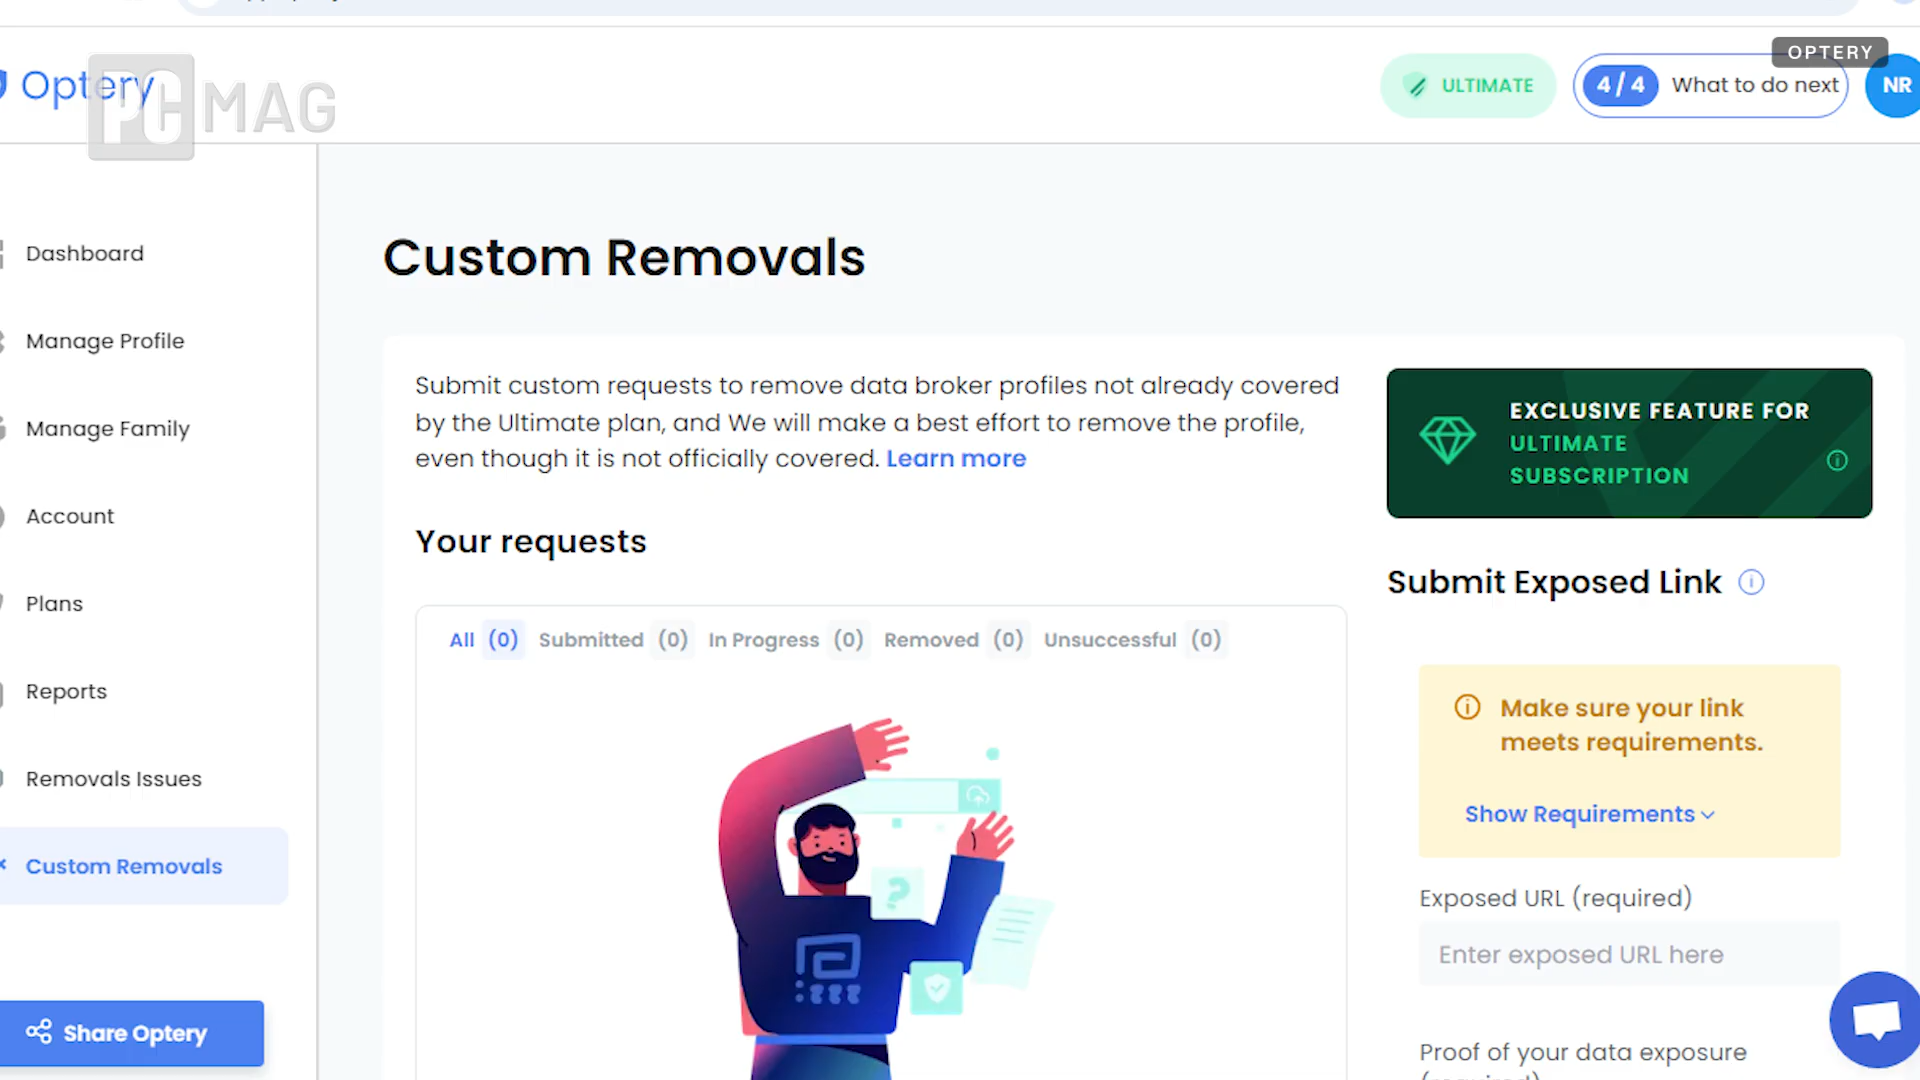 Optery
PCMAG
ULTIMATE
4/4 What to do next
OPTERY
NR
Dashboard
Manage Profile
Manage Family
Account
Plans
Reports
Removals Issues
Custom Removals
Share Optery
Custom Removals
Submit custom requests to remove data broker profiles not already covered
by the Ultimate plan, and We will make a best effort to remove the profile,
even though it is not officially covered. Learn more
Your requests
All (0) Submitted (0) In Progress (0) Removed (0) Unsuccessful (0)
?
EXCLUSIVE FEATURE FOR
ULTIMATE
SUBSCRIPTION
Submit Exposed Link
Make sure your link
meets requirements.
Show Requirements
Exposed URL (required)
Enter exposed URL here
Proof of your data exposure
(required)